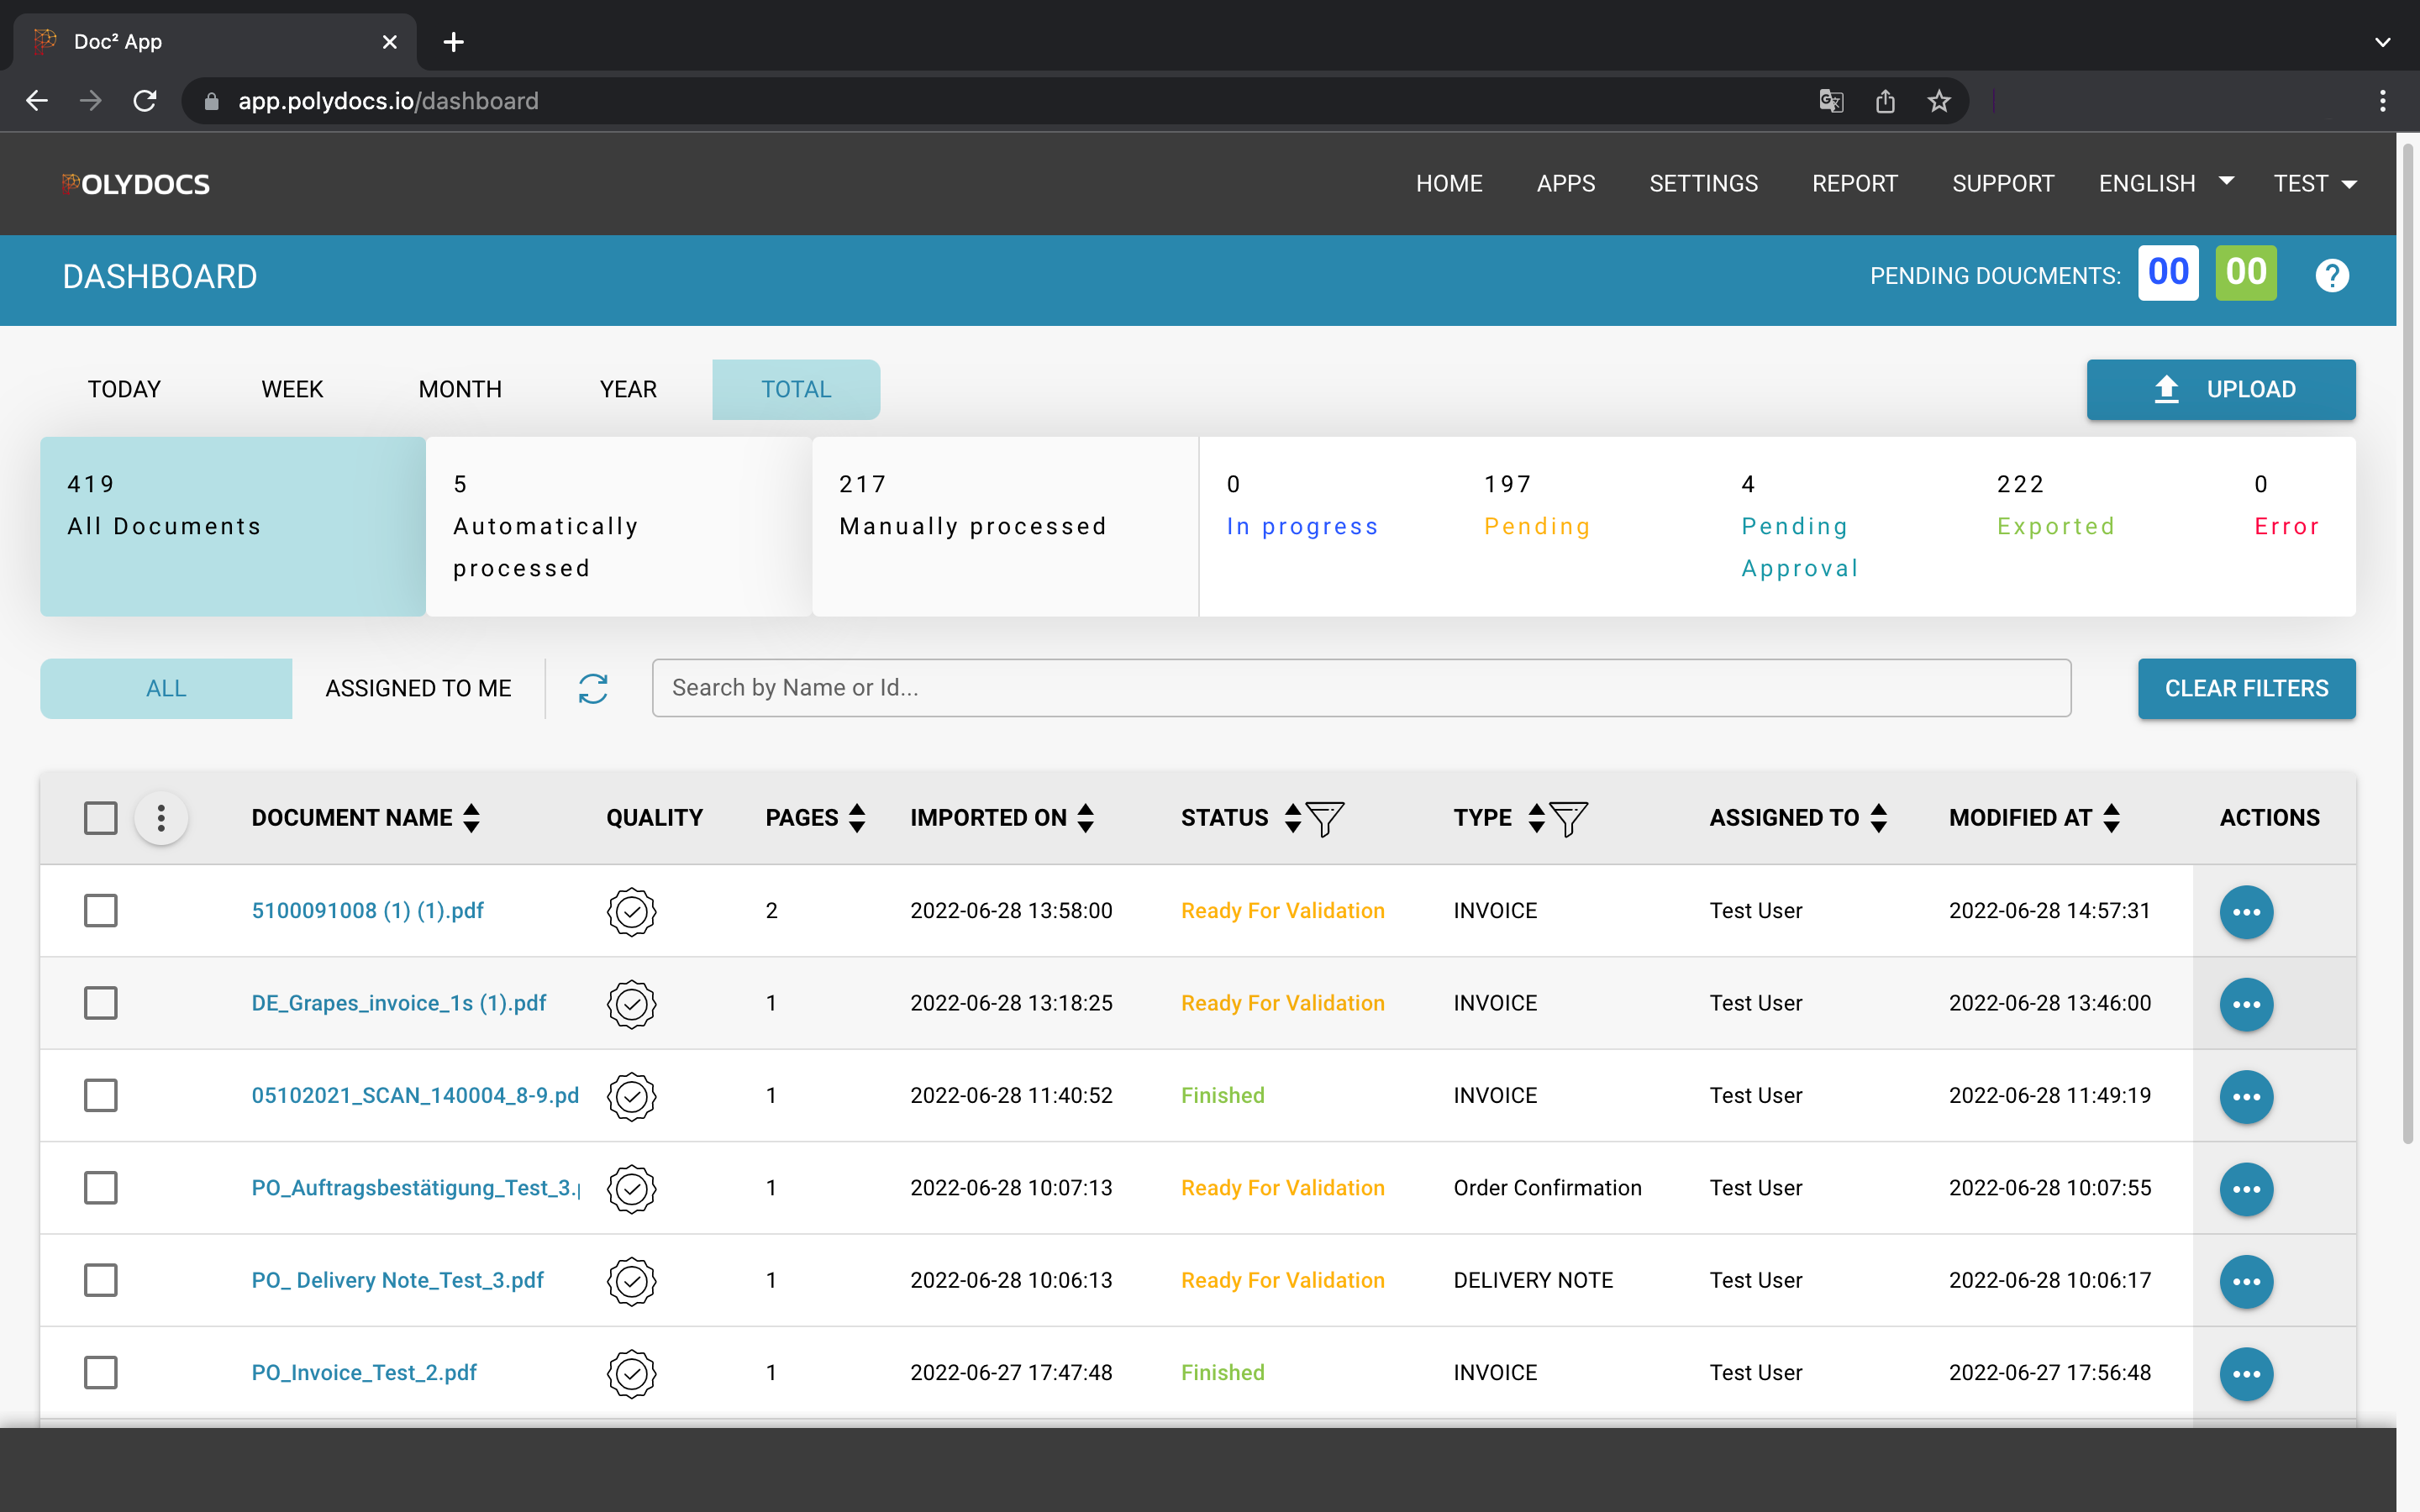 Doc² App
app.polydocs.io/dashboard
POLYDOCS HOME APPS SETTINGS REPORT SUPPORT ENGLISH TEST
DASHBOARD PENDING DOUCMENTS: 00 00 ?
TODAY WEEK MONTH YEAR TOTAL UPLOAD
419 5 217 0 197 4 222 0
All Documents Automatically Manually processed In progress Pending Pending Exported Error
processed Approval
ALL ASSIGNED TO ME Search by Name or Id... CLEAR FILTERS
DOCUMENT NAME QUALITY PAGES IMPORTED ON STATUS TYPE ASSIGNED TO MODIFIED AT ACTIONS
5100091008 (1) (1).pdf 2 2022-06-28 13:58:00 Ready For Validation INVOICE Test User 2022-06-28 14:57:31
DE_Grapes_invoice_1s (1).pdf 1 2022-06-28 13:18:25 Ready For Validation INVOICE Test User 2022-06-28 13:46:00
05102021_SCAN_140004_8-9.pd 1 2022-06-28 11:40:52 Finished INVOICE Test User 2022-06-28 11:49:19
PO_Auftragsbestätigung_Test_3.p 1 2022-06-28 10:07:13 Ready For Validation Order Confirmation Test User 2022-06-28 10:07:55
PO_ Delivery Note_Test_3.pdf 1 2022-06-28 10:06:13 Ready For Validation DELIVERY NOTE Test User 2022-06-28 10:06:17
PO_Invoice_Test_2.pdf 1 2022-06-27 17:47:48 Finished INVOICE Test User 2022-06-27 17:56:48